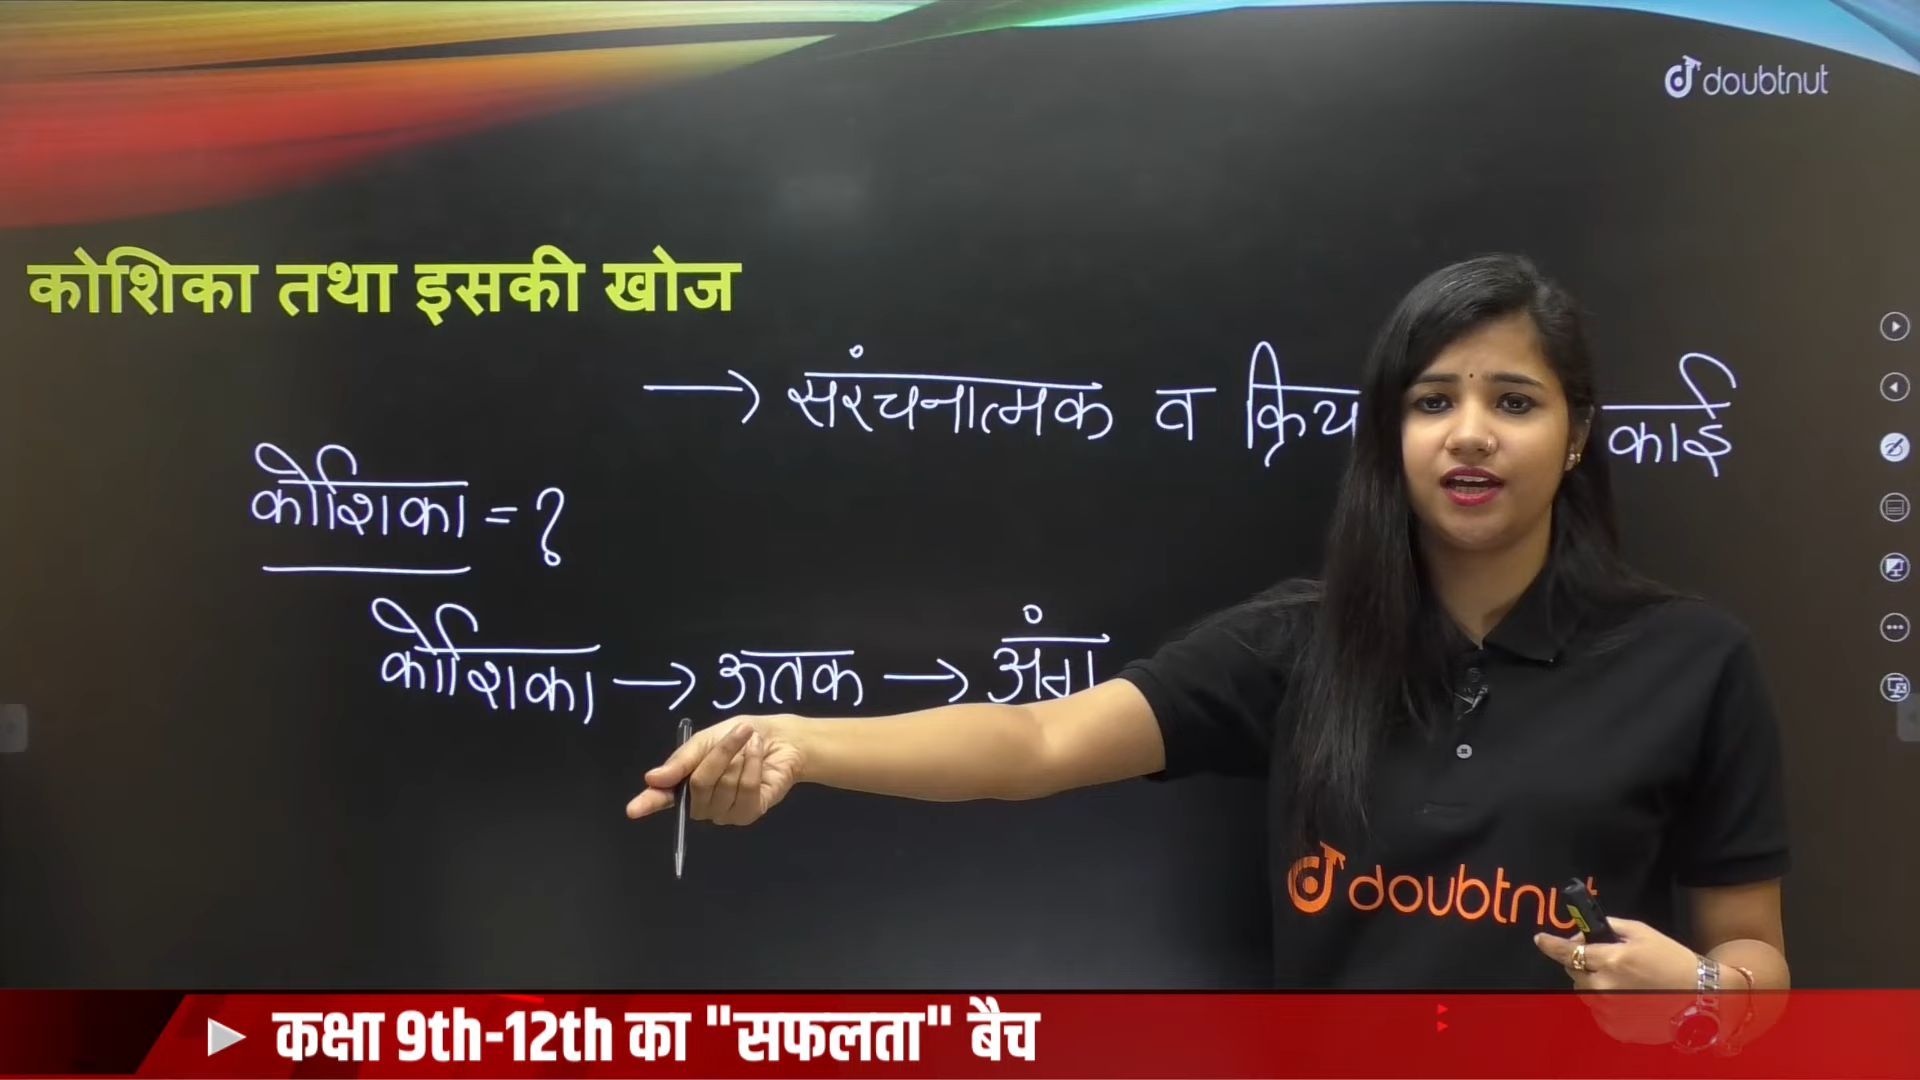 doubtnut
कोशिका तथा इसकी खोज
→ संरचनात्मक व
कोशिका = ?
कोशिका → ऊतक → अंग
doubtnut
कक्षा 9th-12th का "सफलता" बैच